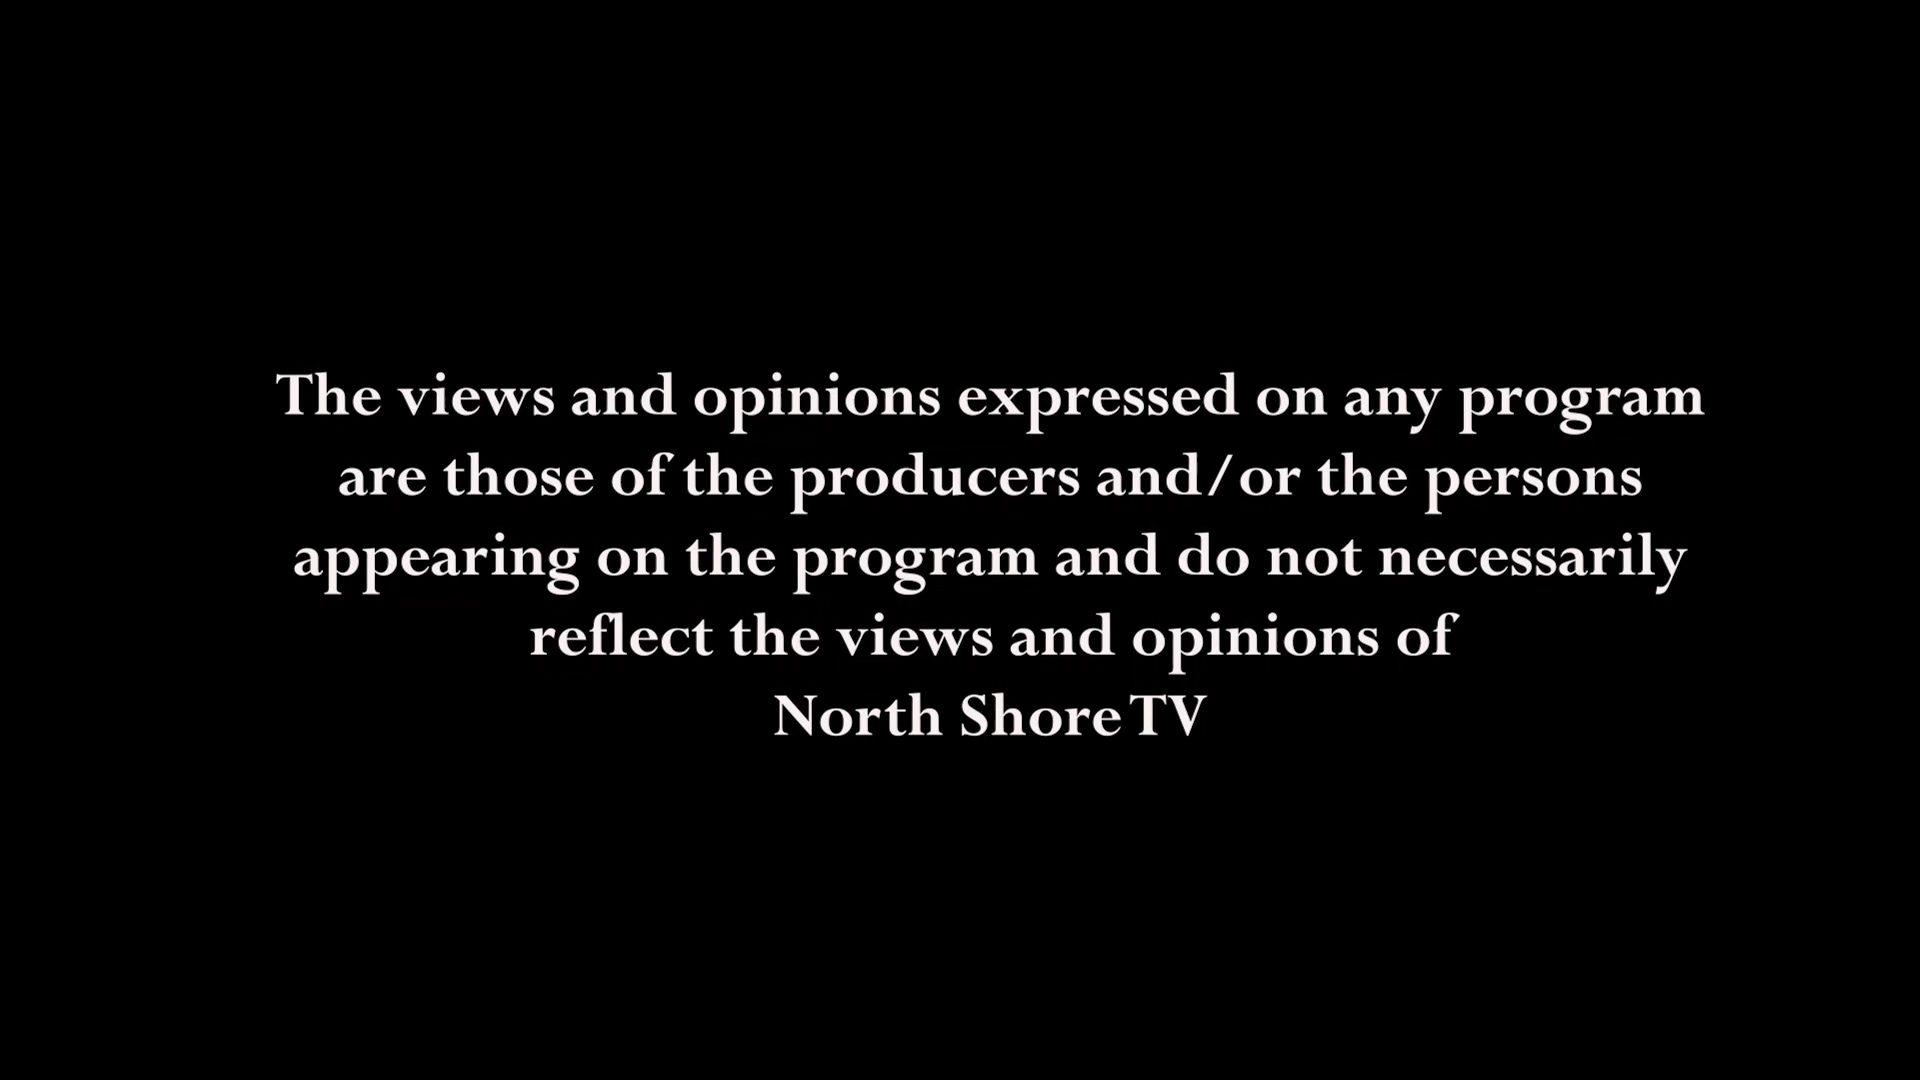 The views and opinions expressed on any program
are those of the producers and/or the persons
appearing on the program and do not necessarily
reflect the views and opinions of
North Shore TV